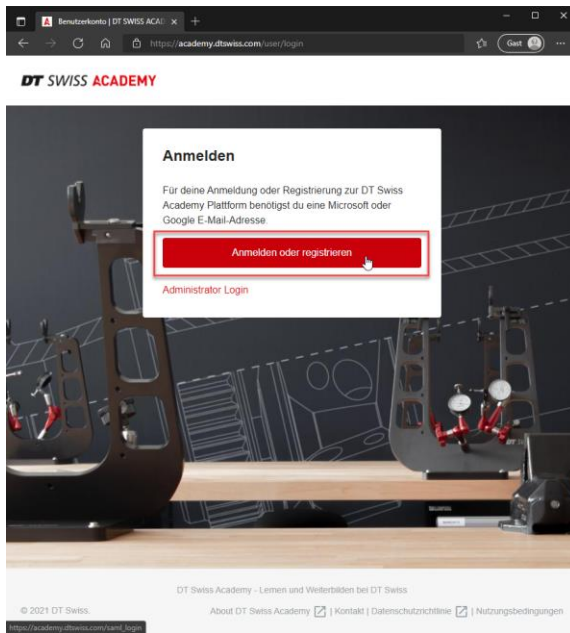 Benutzerkonto | DT SWISS ACAD
https://academy.dtswiss.com/user/login
Gast
DT SWISS ACADEMY
Anmelden
Für deine Anmeldung oder Registrierung zur DT Swiss
Academy Plattform benötigst du eine Microsoft oder
Google E-Mail-Adresse.
Anmelden oder registrieren
Administrator Login
DT Swiss Academy - Lernen und Weiterbilden bei DT Swiss
© 2021 DT Swiss.
About DT Swiss Academy | Kontakt | Datenschutzrichtlinie | Nutzungsbedingungen
https://academy.dtswiss.com/saml_login